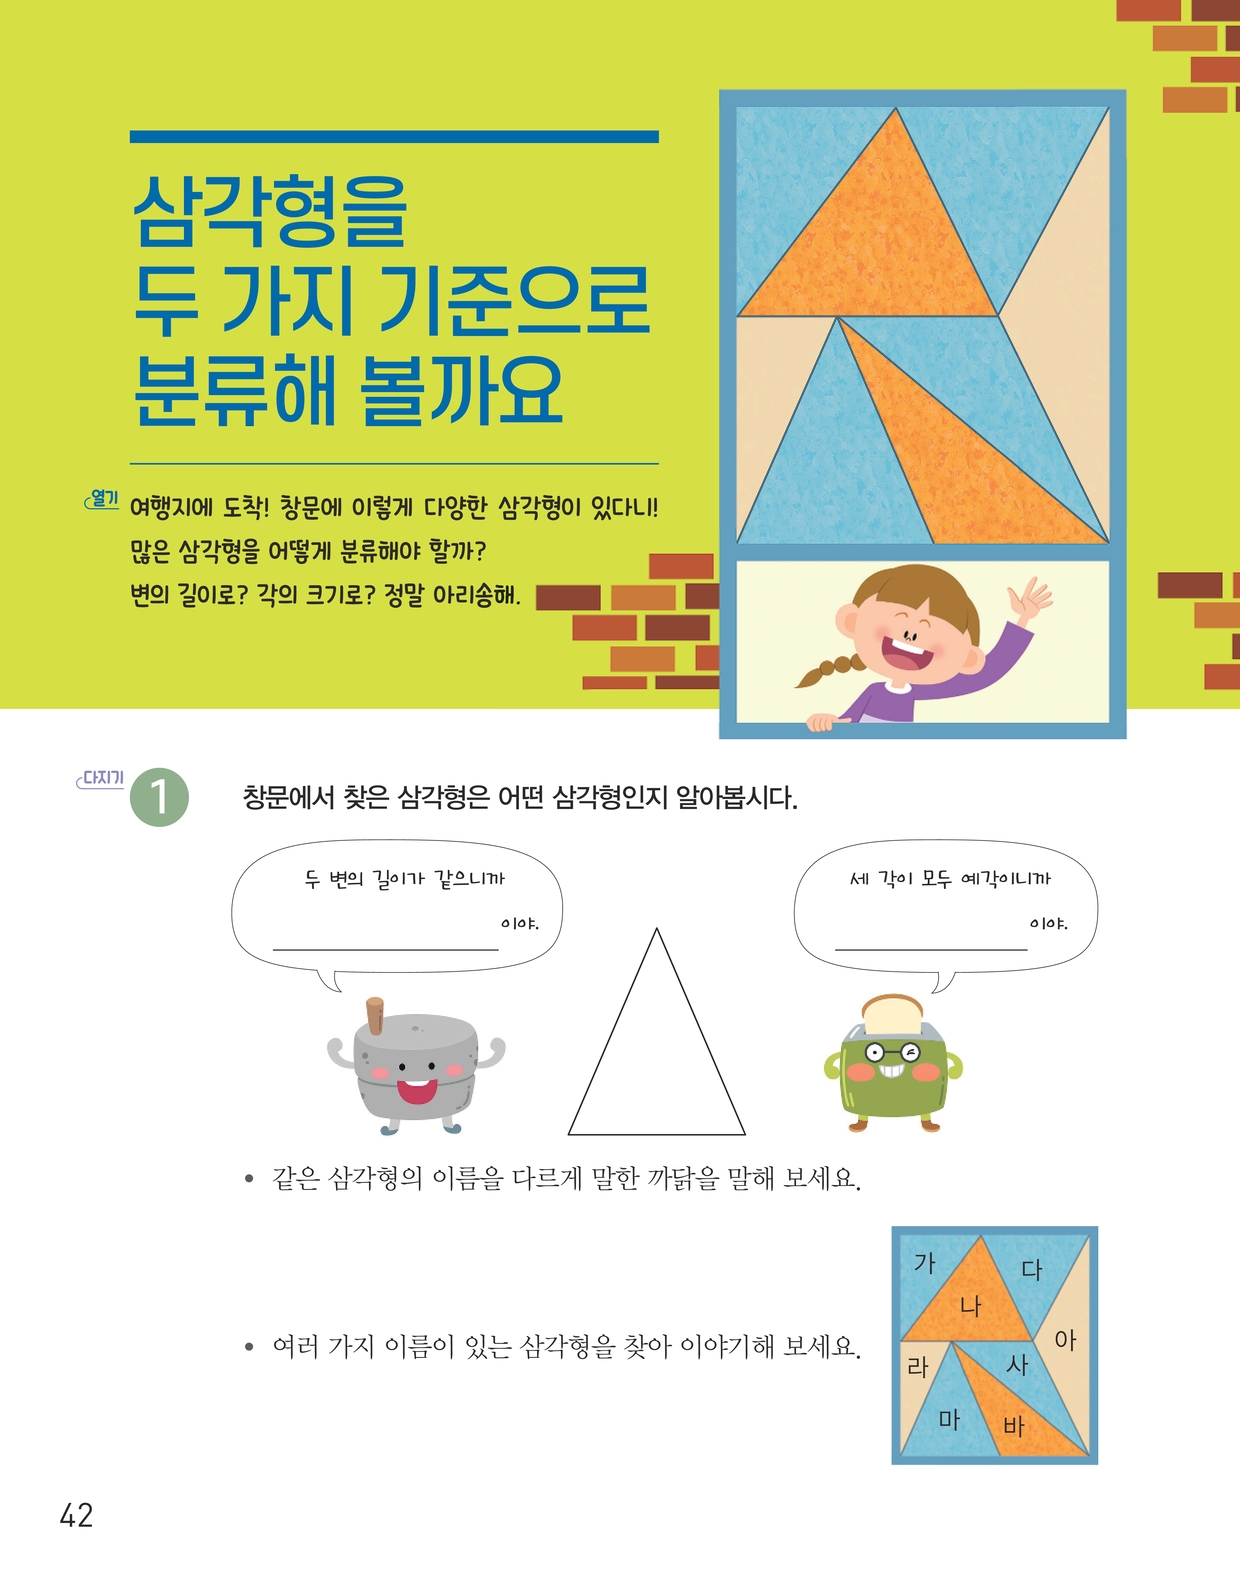 삼각형을
두 가지 기준으로
분류해 볼까요
열기
여행지에 도착! 창문에 이렇게 다양한 삼각형이 있다니!
많은 삼각형을 어떻게 분류해야 할까?
변의 길이로? 각의 크기로? 정말 아리송해.
다지기
1 창문에서 찾은 삼각형은 어떤 삼각형인지 알아봅시다.
두 변의 길이가 같으니까
이야.
세 각이 모두 예각이니까
이야.
• 같은 삼각형의 이름을 다르게 말한 까닭을 말해 보세요.
• 여러 가지 이름이 있는 삼각형을 찾아 이야기해 보세요.
가
다
나
아
라
사
마
바
42